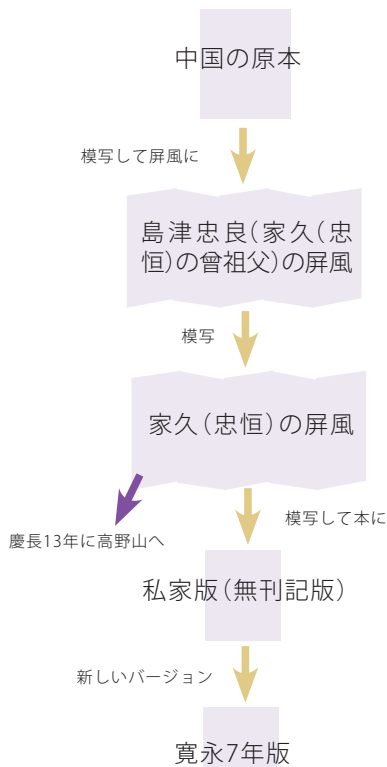 中国の原本
模写して屏風に
島津忠良(家久(忠
恒)の曾祖父)の屏風
模写
家久(忠恒)の屏風
慶長13年に高野山へ
模写して本に
私家版(無刊記版)
新しいバージョン
寛永7年版